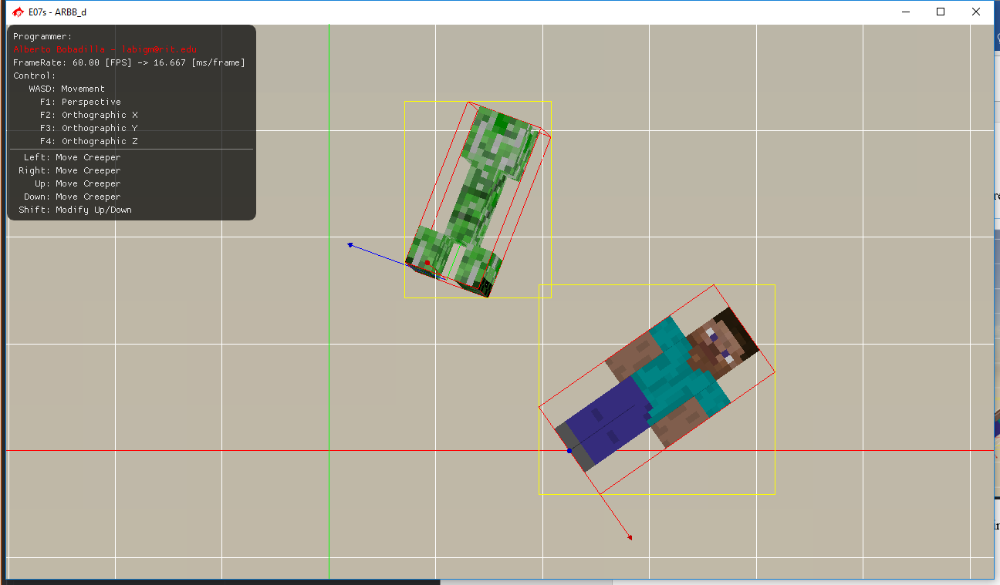 E07s - ARBB_d
Programmer:
Alberto Bobadilla - labigm@rit.edu
FrameRate: 60.00 [FPS] -> 16.667 [ms/frame]
Control:
WASD: Movement
F1: Perspective
F2: Orthographic X
F3: Orthographic Y
F4: Orthographic Z
Left: Move Creeper
Right: Move Creeper
Up: Move Creeper
Down: Move Creeper
Shift: Modify Up/Down